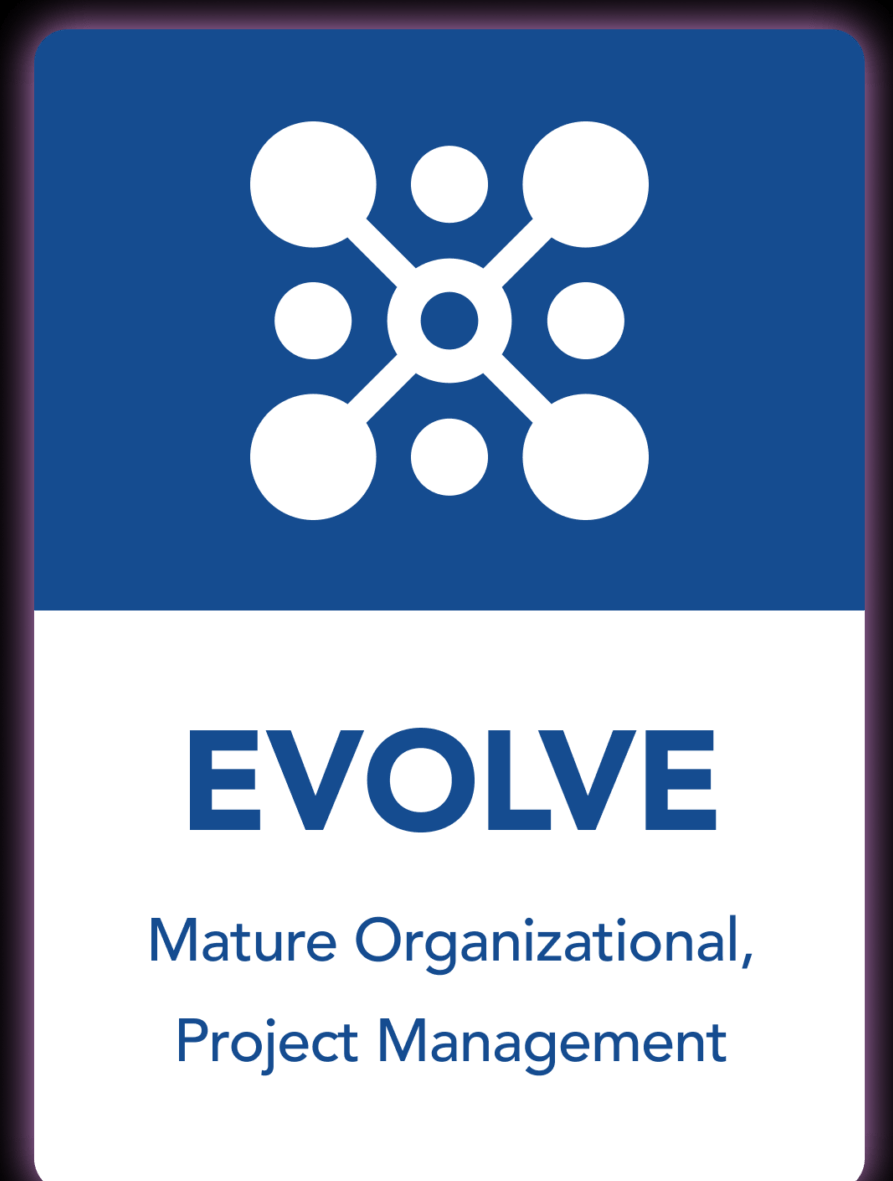 EVOLVE
Mature Organizational,
Project Management